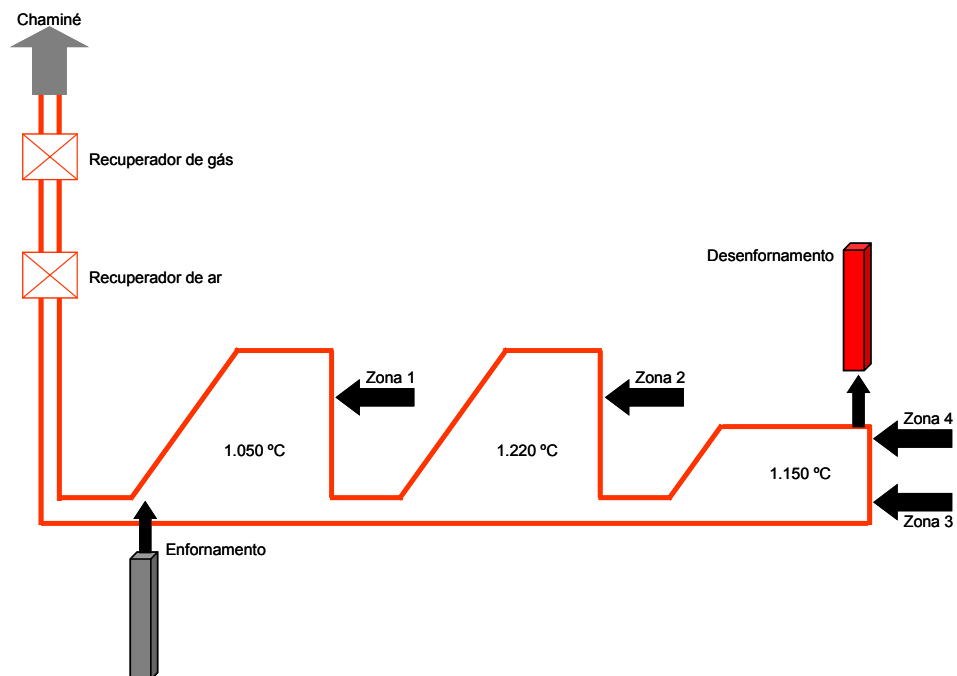 Chaminé
Recuperador de gás
Recuperador de ar
Desenfornamento
Zona 1
Zona 2
Zona 4
1.050 ºC
1.220 ºC
1.150 ºC
Zona 3
Enfornamento